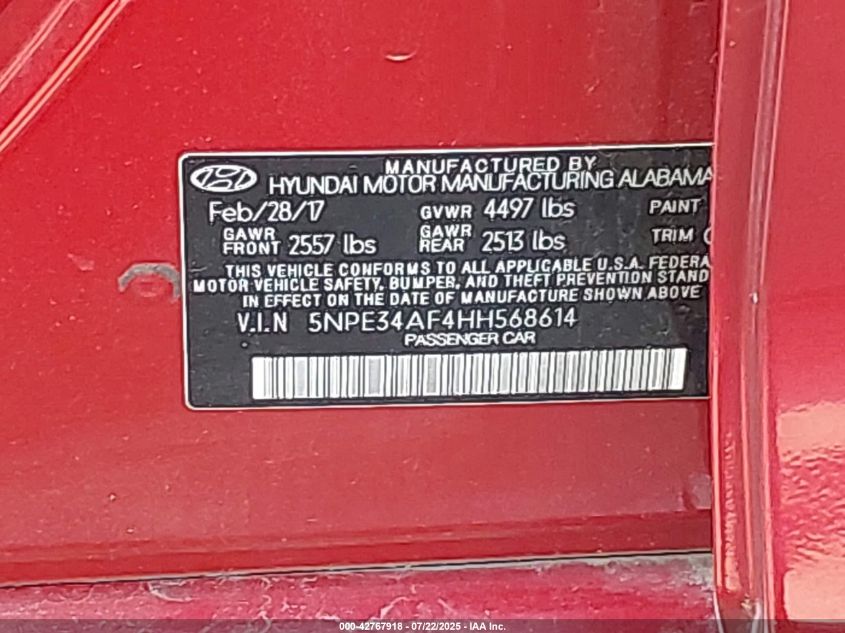 MANUFACTURED BY
HYUNDAI MOTOR MANUFACTURING ALABAMA
Feb/28/17 GVWR 4497 lbs PAINT
GAWR FRONT 2557 lbs GAWR REAR 2513 lbs TRIM
THIS VEHICLE CONFORMS TO ALL APPLICABLE U.S.A. FEDERA
MOTOR VEHICLE SAFETY, BUMPER, AND THEFT PREVENTION STAND
IN EFFECT ON THE DATE OF MANUFACTURE SHOWN ABOVE
V.I.N 5NPE34AF4HH568614
PASSENGER CAR
000-42767918 - 07/22/2025 - IAA Inc.